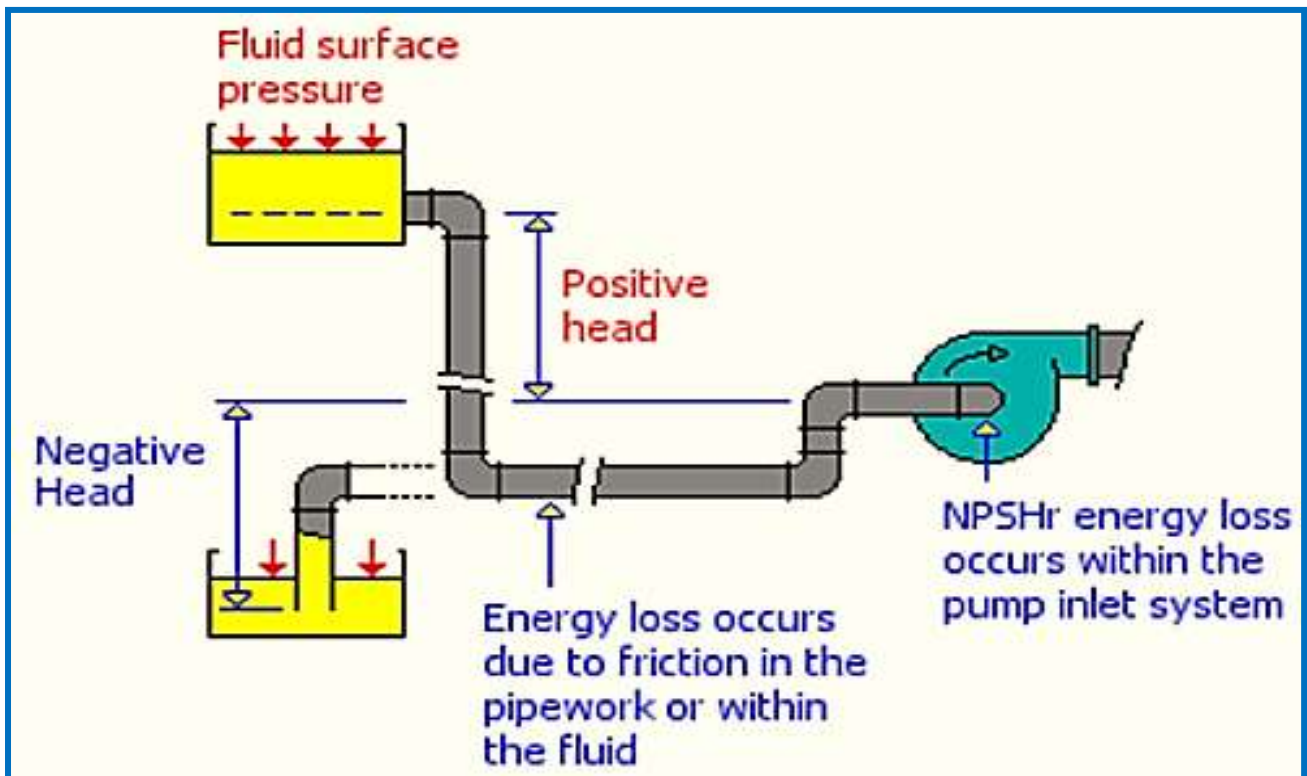 Fluid surface
pressure
Positive
head
Negative
Head
NPSHr energy loss
occurs within the
pump inlet system
Energy loss occurs
due to friction in the
pipework or within
the fluid